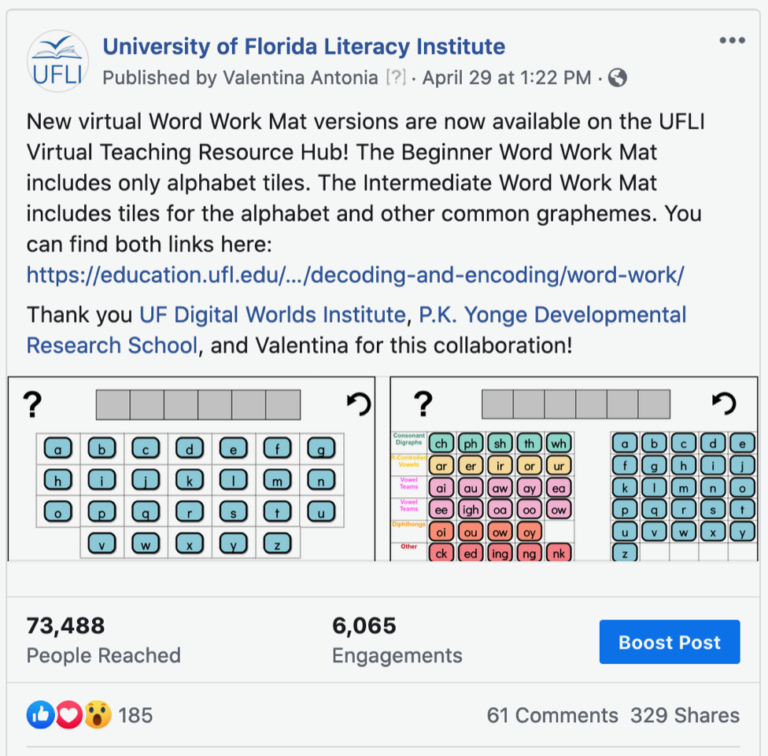 University of Florida Literacy Institute
UFLI
Published by Valentina Antonia [?] · April 29 at 1:22 PM ·
New virtual Word Work Mat versions are now available on the UFLI
Virtual Teaching Resource Hub! The Beginner Word Work Mat
includes only alphabet tiles. The Intermediate Word Work Mat
includes tiles for the alphabet and other common graphemes. You
can find both links here:
https://education.ufl.edu/.../decoding-and-encoding/word-work/
Thank you UF Digital Worlds Institute, P.K. Yonge Developmental
Research School, and Valentina for this collaboration!
?
a b c d e f g
h i j k l m n
o p q r s t u
v w x y z
?
Consonant Digraphs ch ph sh th wh
R-Controlled Vowels ar er ir or ur
Vowel Teams ai au aw ay ea
Vowel Teams ee igh oa oo ow
Diphthongs oi ou ow oy
Other ck ed ing ng nk
a b c d e
f g h i j
k l m n o
p q r s t
u v w x y
z
73,488 6,065
People Reached Engagements
Boost Post
185 61 Comments 329 Shares